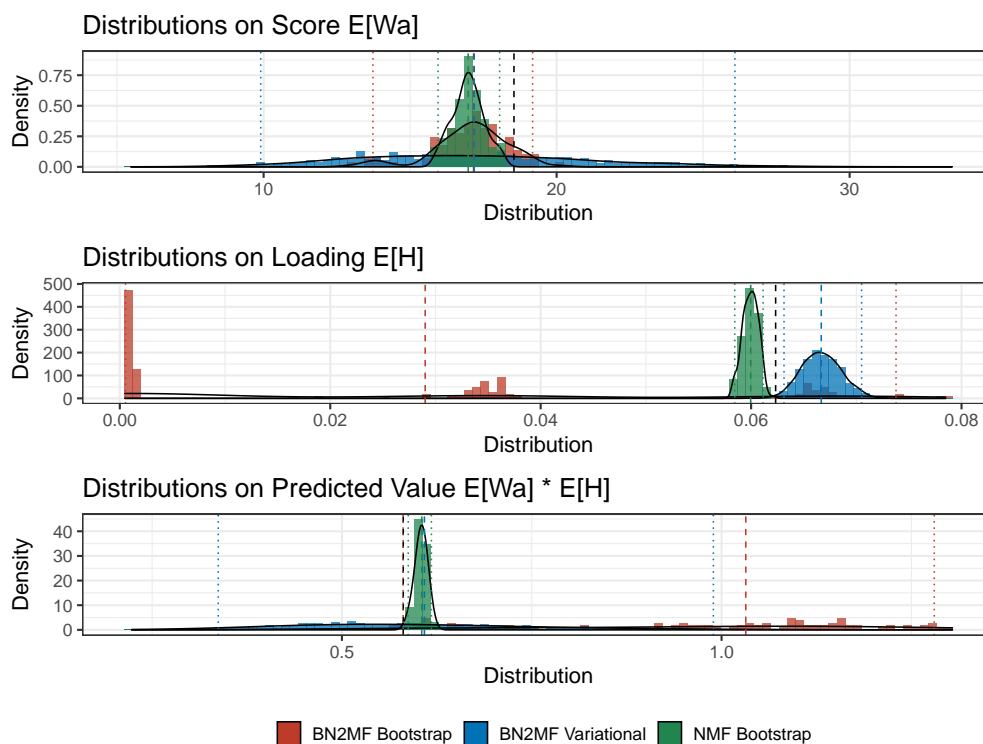 Distributions on Score E[Wa]
Density
0.75
0.50
0.25
0.00
10 20 30
Distribution
Distributions on Loading E[H]
Density
500
400
300
200
100
0
0.00 0.02 0.04 0.06 0.08
Distribution
Distributions on Predicted Value E[Wa] * E[H]
Density
40
30
20
10
0
0.5 1.0
Distribution
BN2MF Bootstrap BN2MF Variational NMF Bootstrap